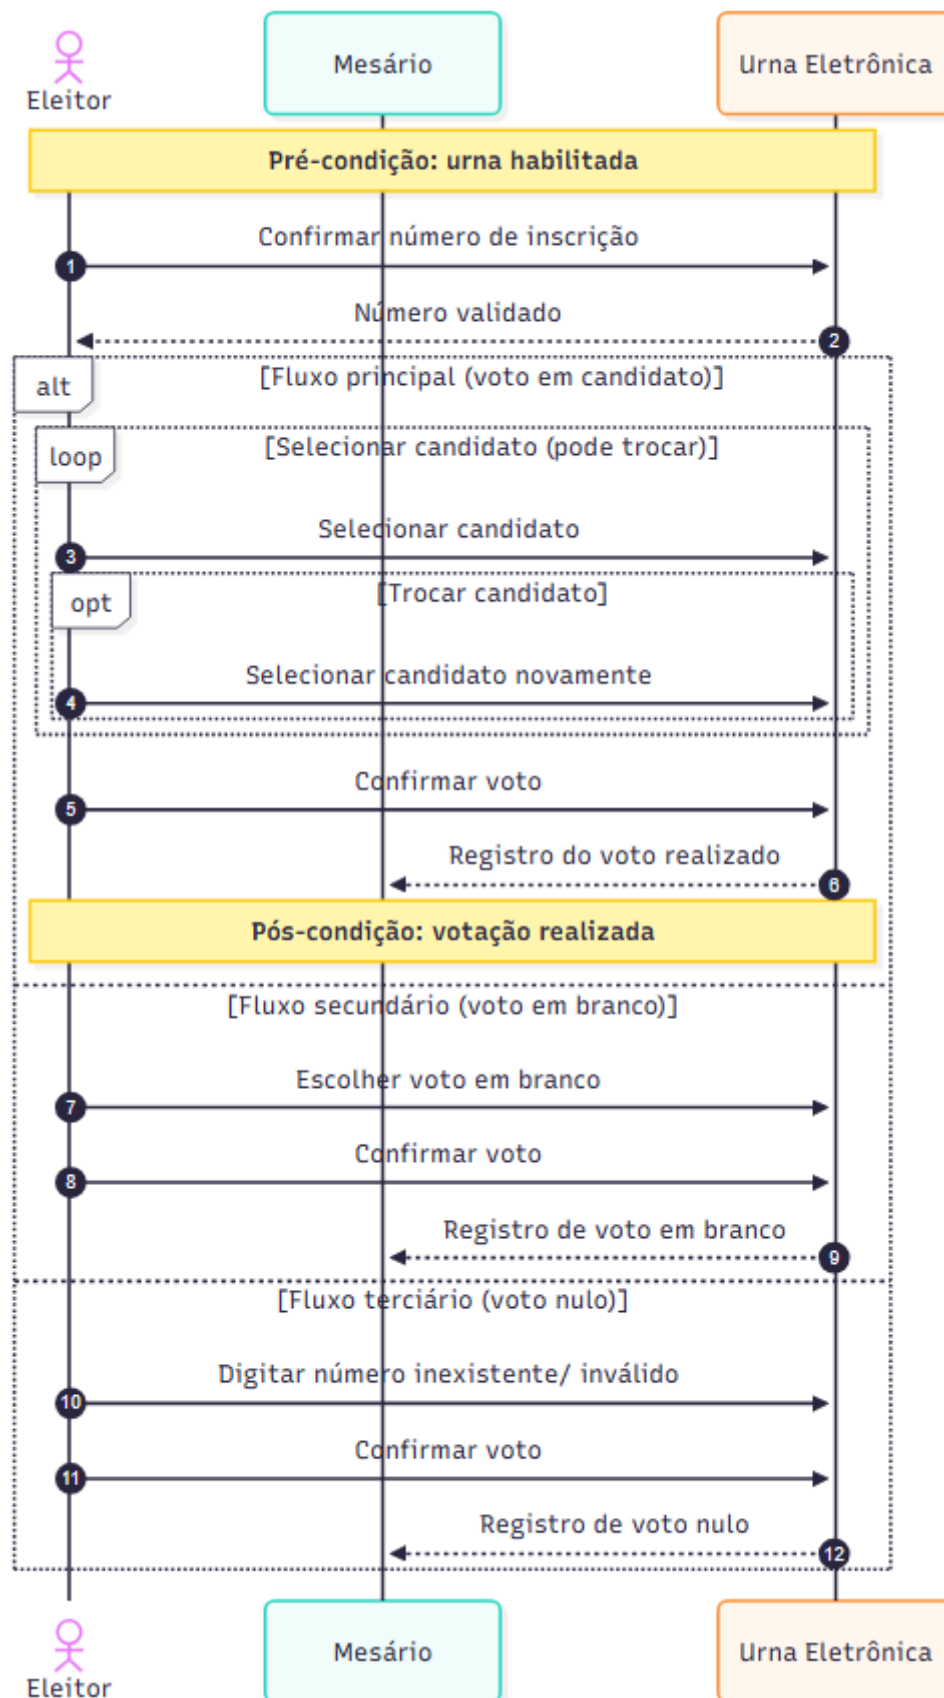 Eleitor
Mesário
Urna Eletrônica
Pré-condição: urna habilitada
Confirmar número de inscrição
1
Número validado
2
alt
[Fluxo principal (voto em candidato)]
loop
[Selecionar candidato (pode trocar)]
Selecionar candidato
3
opt
[Trocar candidato]
Selecionar candidato novamente
4
Confirmar voto
5
Registro do voto realizado
6
Pós-condição: votação realizada
[Fluxo secundário (voto em branco)]
Escolher voto em branco
7
Confirmar voto
8
Registro de voto em branco
9
[Fluxo terciário (voto nulo)]
Digitar número inexistente/ inválido
10
Confirmar voto
11
Registro de voto nulo
12
Eleitor
Mesário
Urna Eletrônica